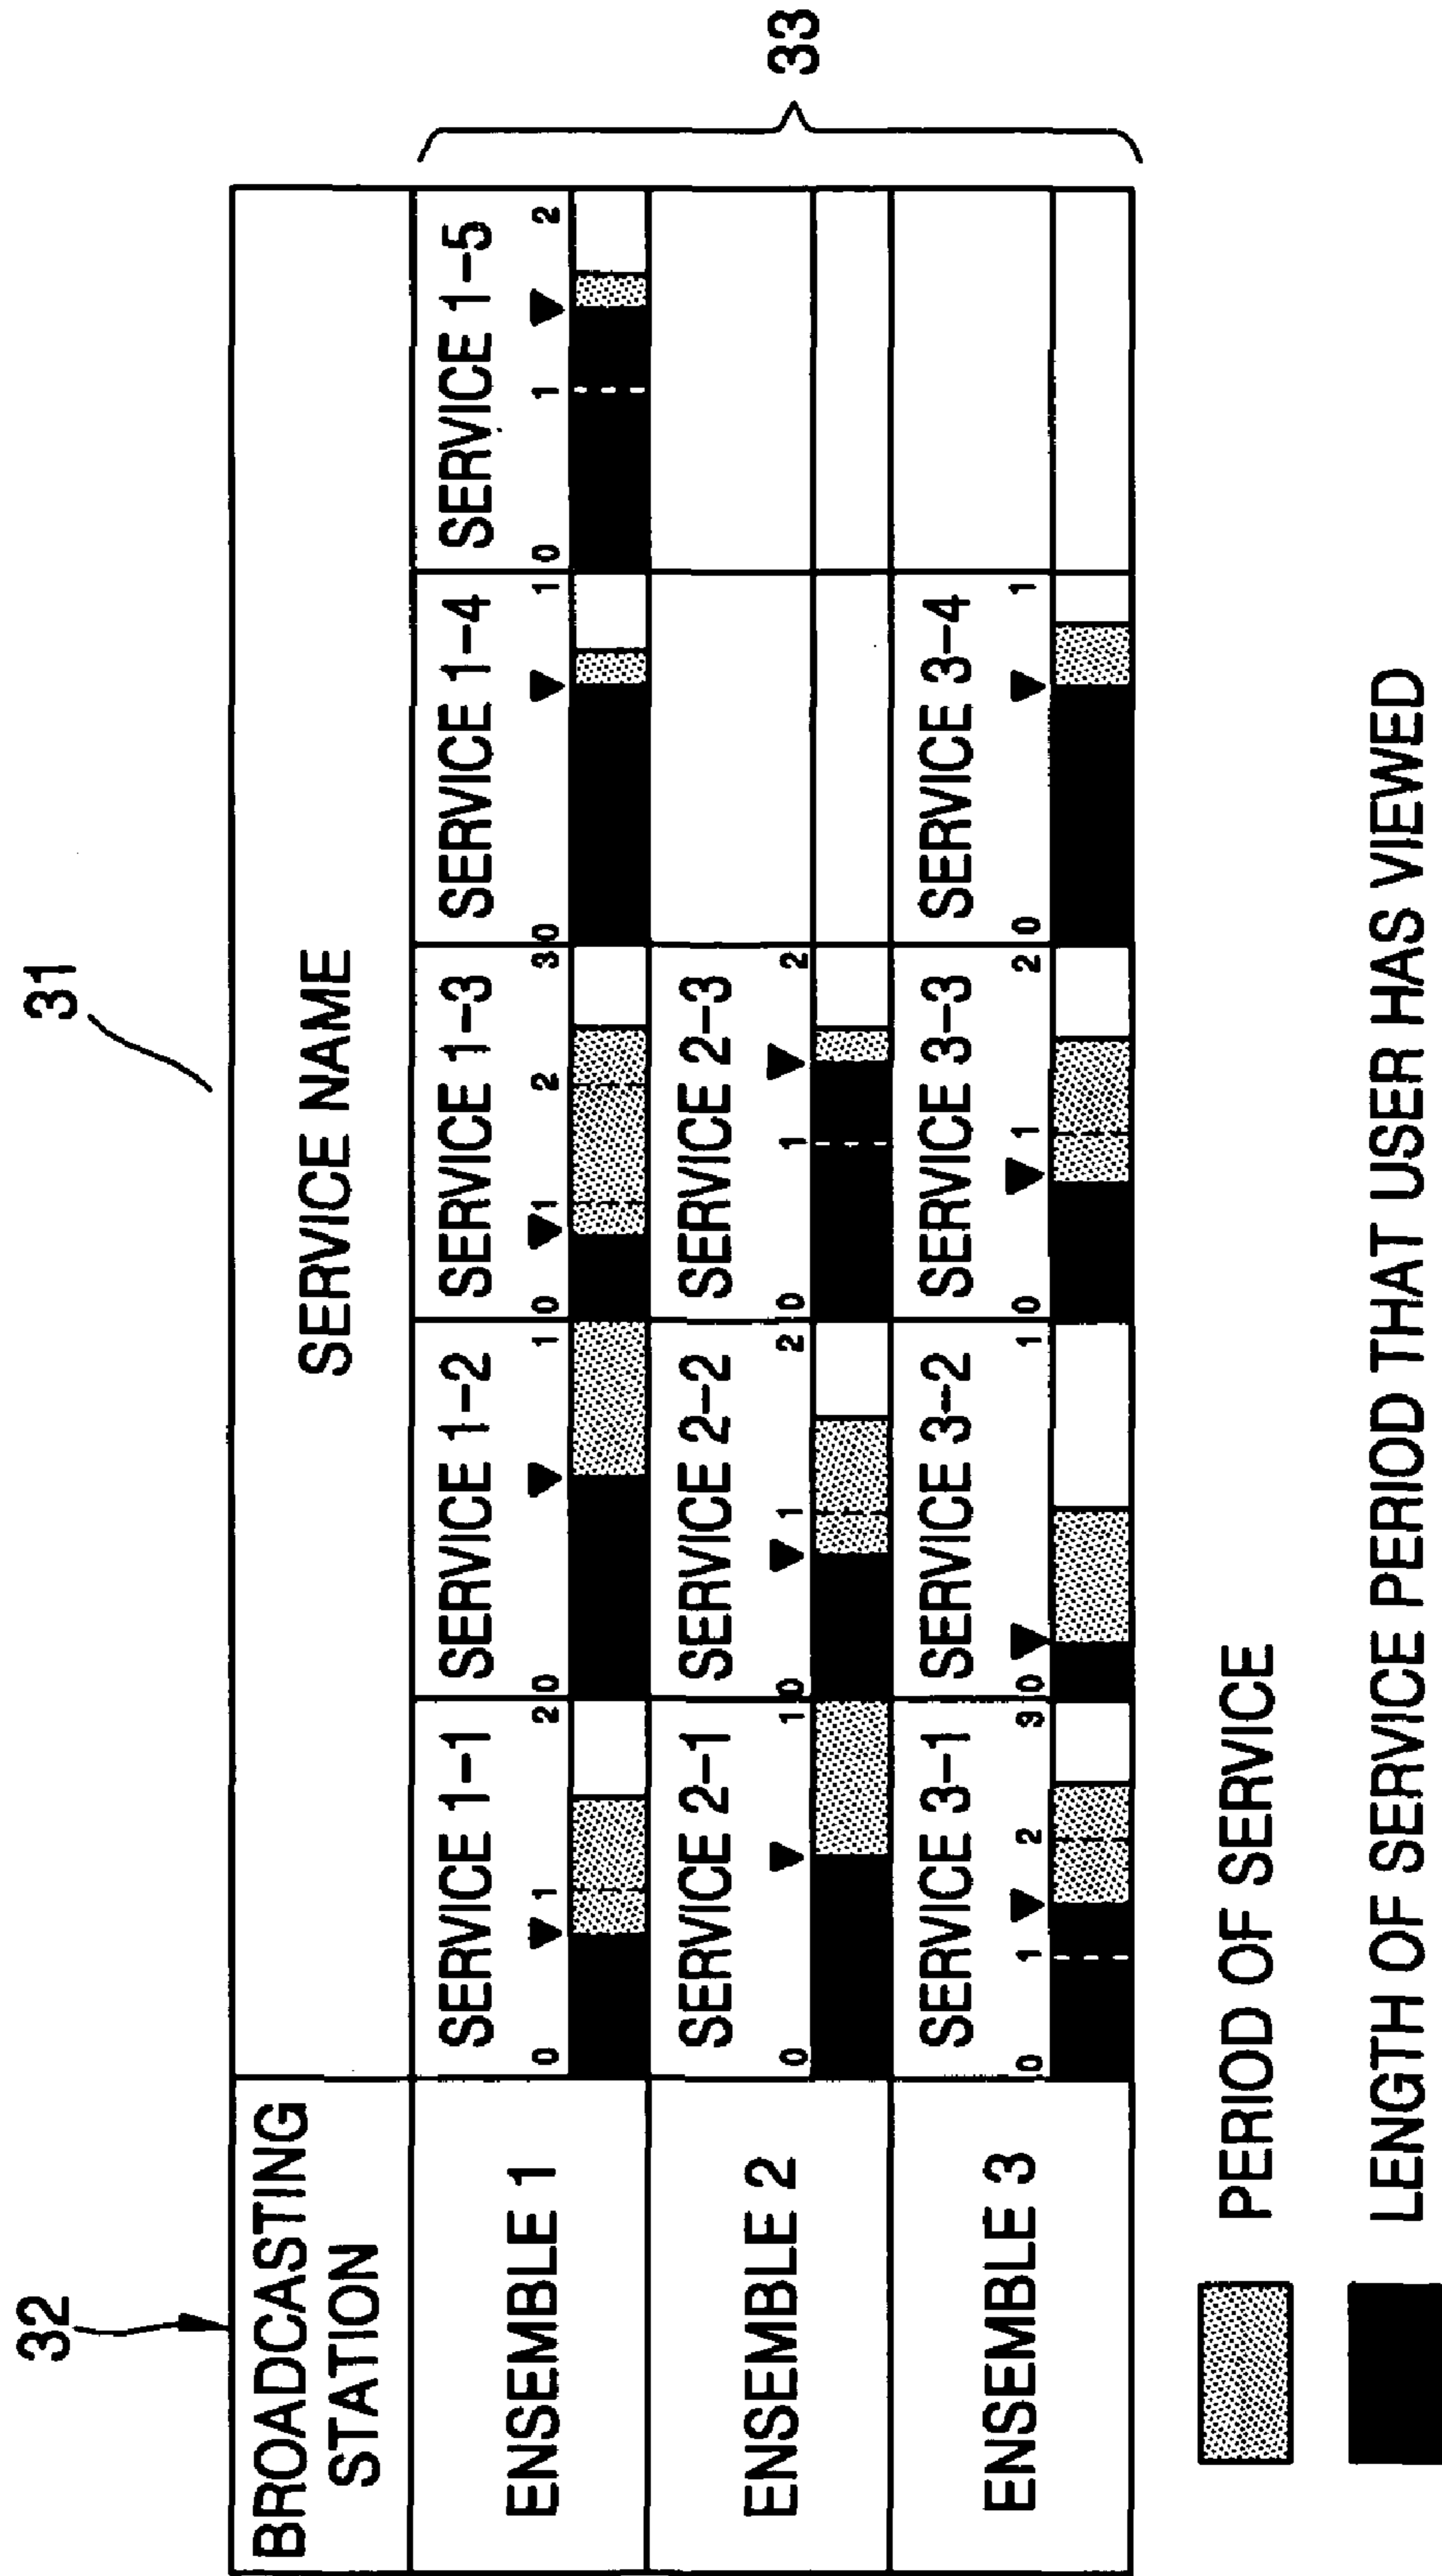 31
32
BROADCASTING
STATION
SERVICE NAME
33
ENSEMBLE 1
SERVICE 1-1
0 1 2
SERVICE 1-2
0 1
SERVICE 1-3
0 1 2 3
SERVICE 1-4
0 1
SERVICE 1-5
0 1 2
ENSEMBLE 2
SERVICE 2-1
0 1
SERVICE 2-2
0 1 2
SERVICE 2-3
0 1 2
ENSEMBLE 3
SERVICE 3-1
0 1 2 3
SERVICE 3-2
0 1
SERVICE 3-3
0 1 2
SERVICE 3-4
0 1
PERIOD OF SERVICE
LENGTH OF SERVICE PERIOD THAT USER HAS VIEWED